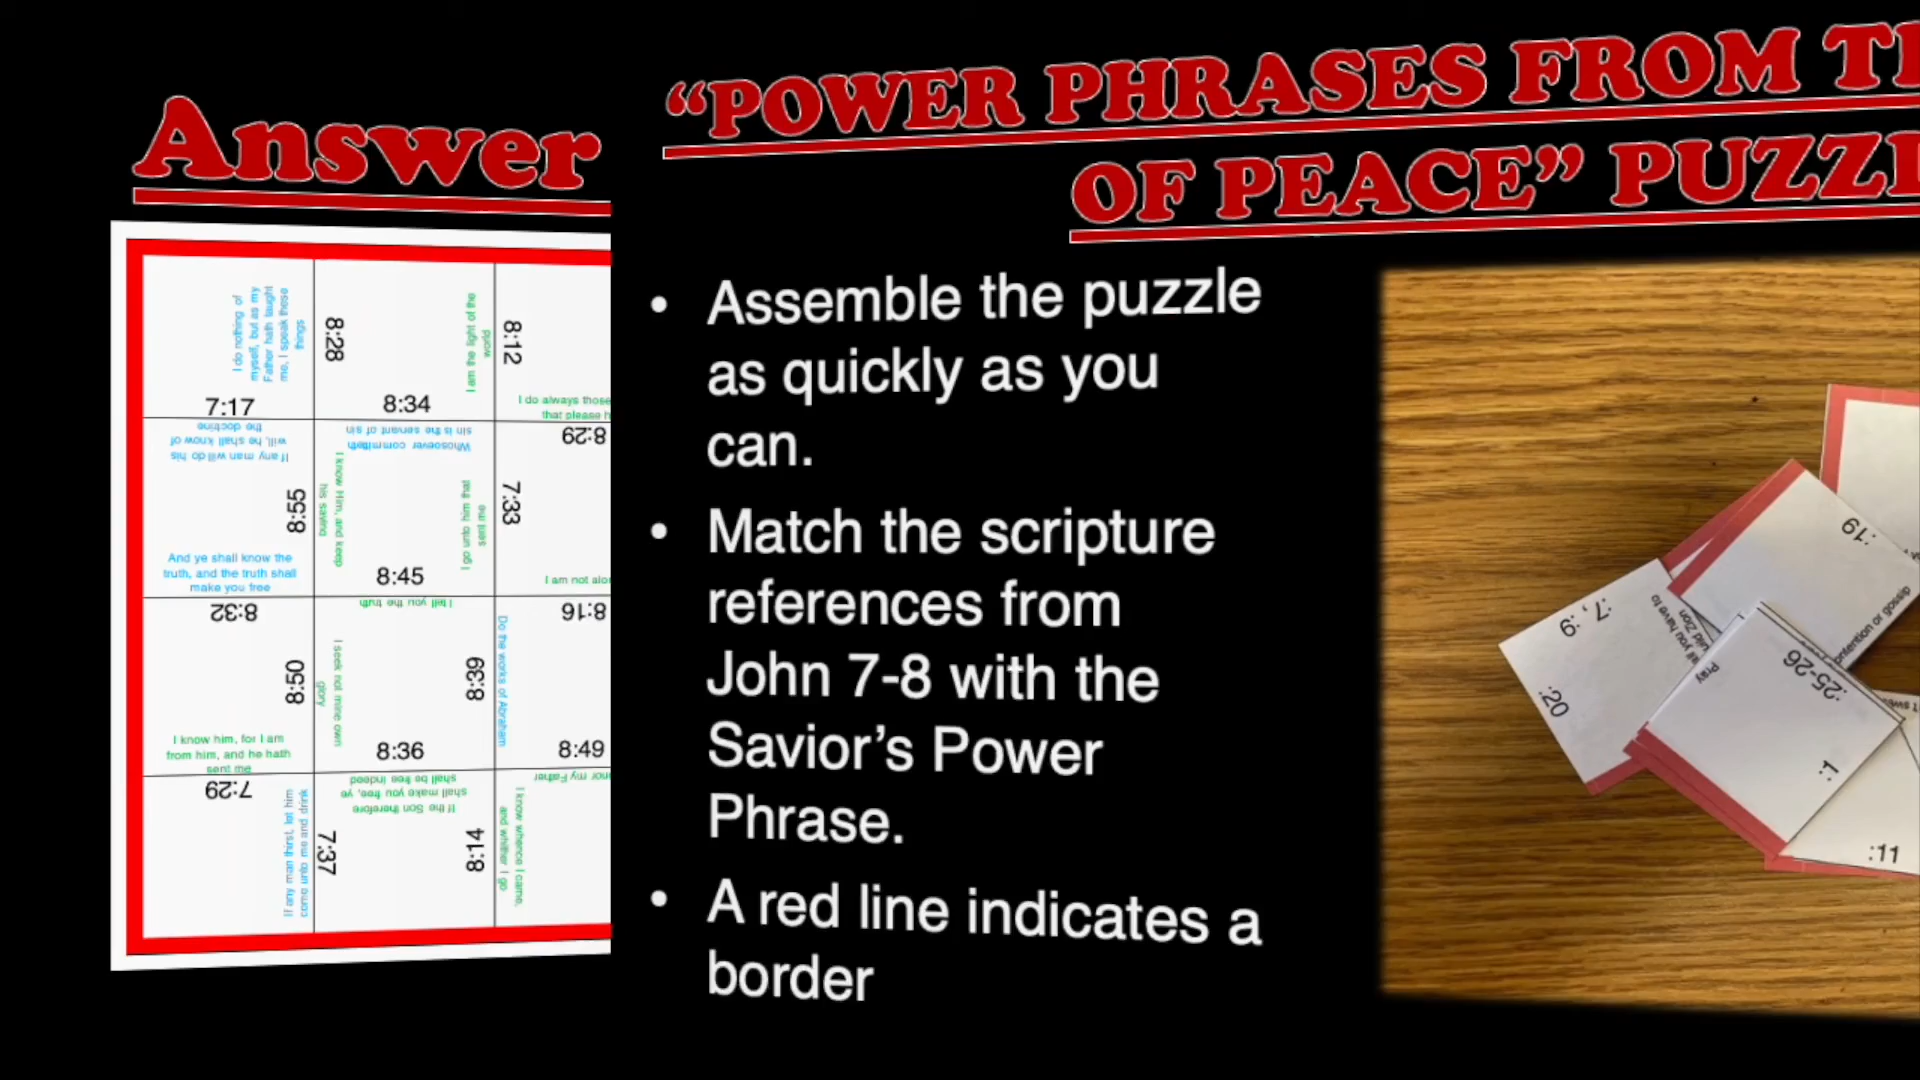 Answer
“POWER PHRASES FROM
OF PEACE”
• Assemble the puzzle
as quickly as you
can.
• Match the scripture
references from
John 7-8 with the
Savior’s Power
Phrase.
• A red line indicates a
border
I do nothing of
myself, but as my
Father hath taught
me, I speak these
things
7:17
8:28
8:34
I am the light of the
world
8:12
I do always those
that please
If any man will do his
will, he shall know of
the doctrine
8:55
And ye shall know the
truth, and the truth shall
make you free
Whosoever committeth
sin is the servant of sin
I know Him, and keep
his saying
8:45
I go unto him that
sent me
8:29
7:33
I am not
8:32
8:50
I know him, for I am
from him, and he hath
sent me
I tell you the truth
I seek not mine own
glory
8:39
8:36
8:16
Do the works of Abraham
8:49
7:29
If any man thirst, let him
come unto me and drink
If the Son therefore
shall make you free, ye
shall be free indeed
7:37
8:14
my Father
I know whence I came,
and whither I go
:19
:7, :9
you have to
:20
Pray
:25-26
:1
or gossip
:11